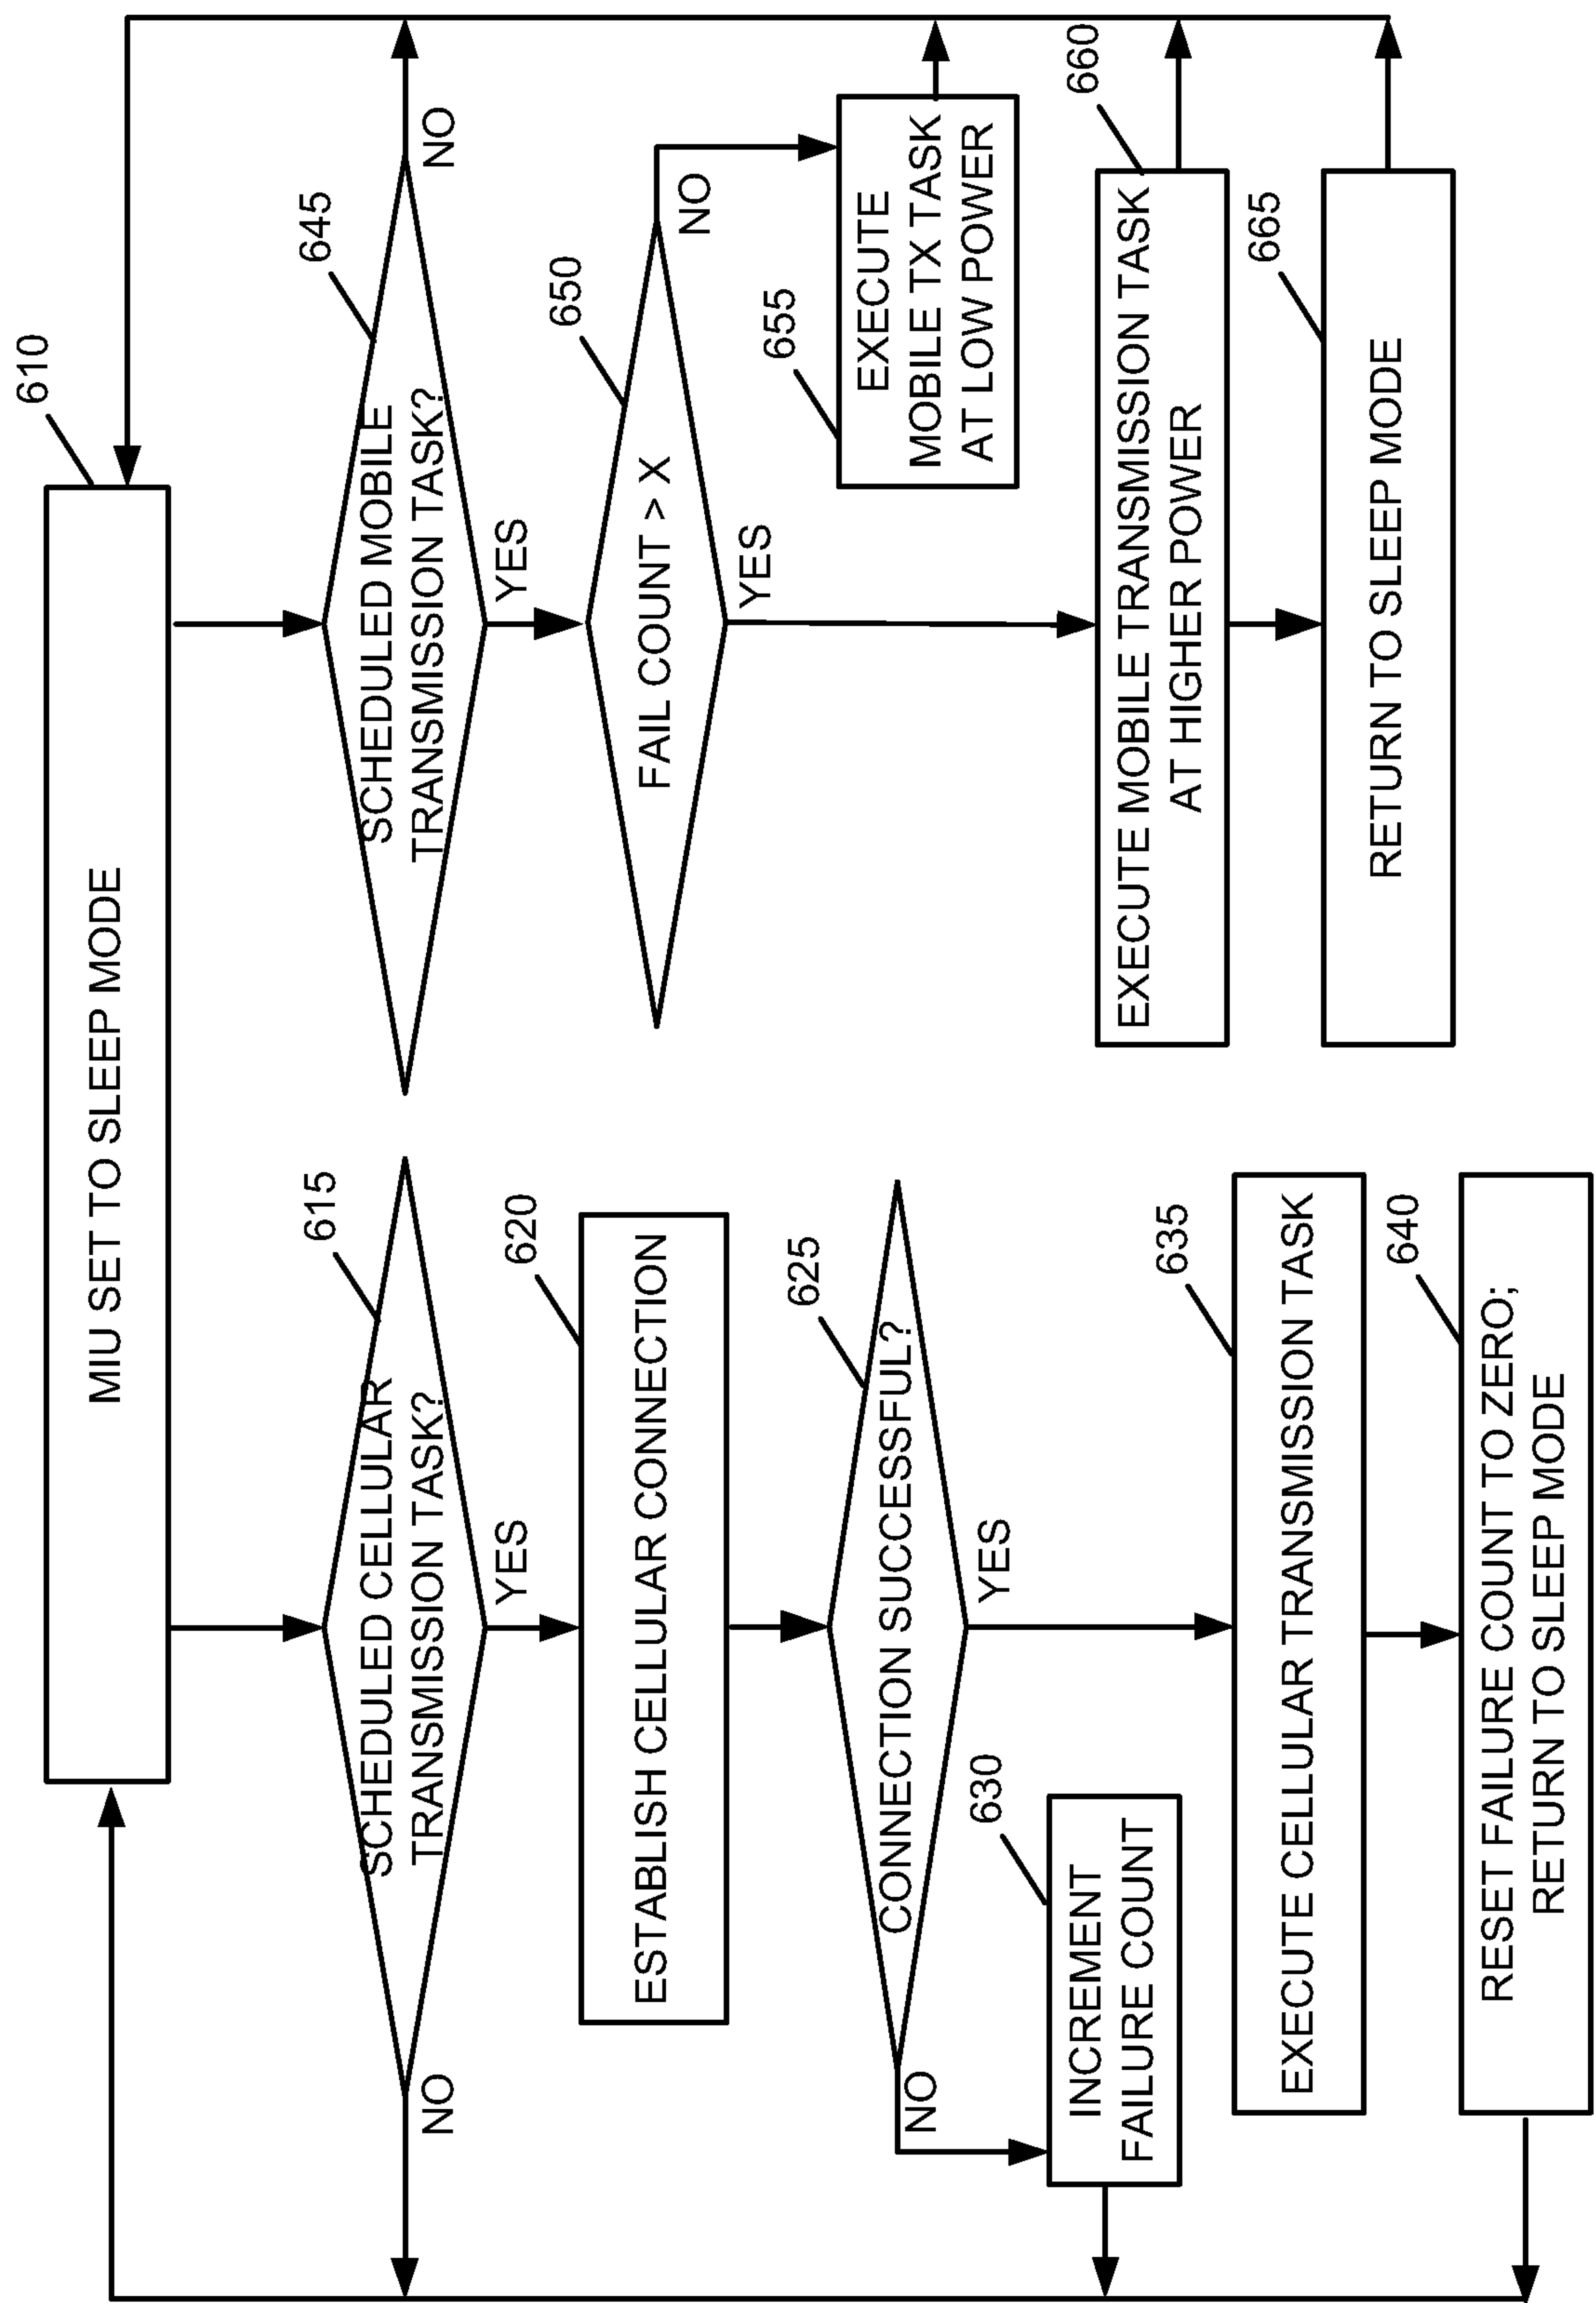 610
MIU SET TO SLEEP MODE
615
SCHEDULED CELLULAR
TRANSMISSION TASK?
NO
YES
620
ESTABLISH CELLULAR CONNECTION
625
CONNECTION SUCCESSFUL?
NO
YES
630
INCREMENT
FAILURE COUNT
635
EXECUTE CELLULAR TRANSMISSION TASK
640
RESET FAILURE COUNT TO ZERO;
RETURN TO SLEEP MODE
645
SCHEDULED MOBILE
TRANSMISSION TASK?
NO
YES
650
FAIL COUNT > X
NO
YES
655
EXECUTE
MOBILE TX TASK
AT LOW POWER
660
EXECUTE MOBILE TRANSMISSION TASK
AT HIGHER POWER
665
RETURN TO SLEEP MODE